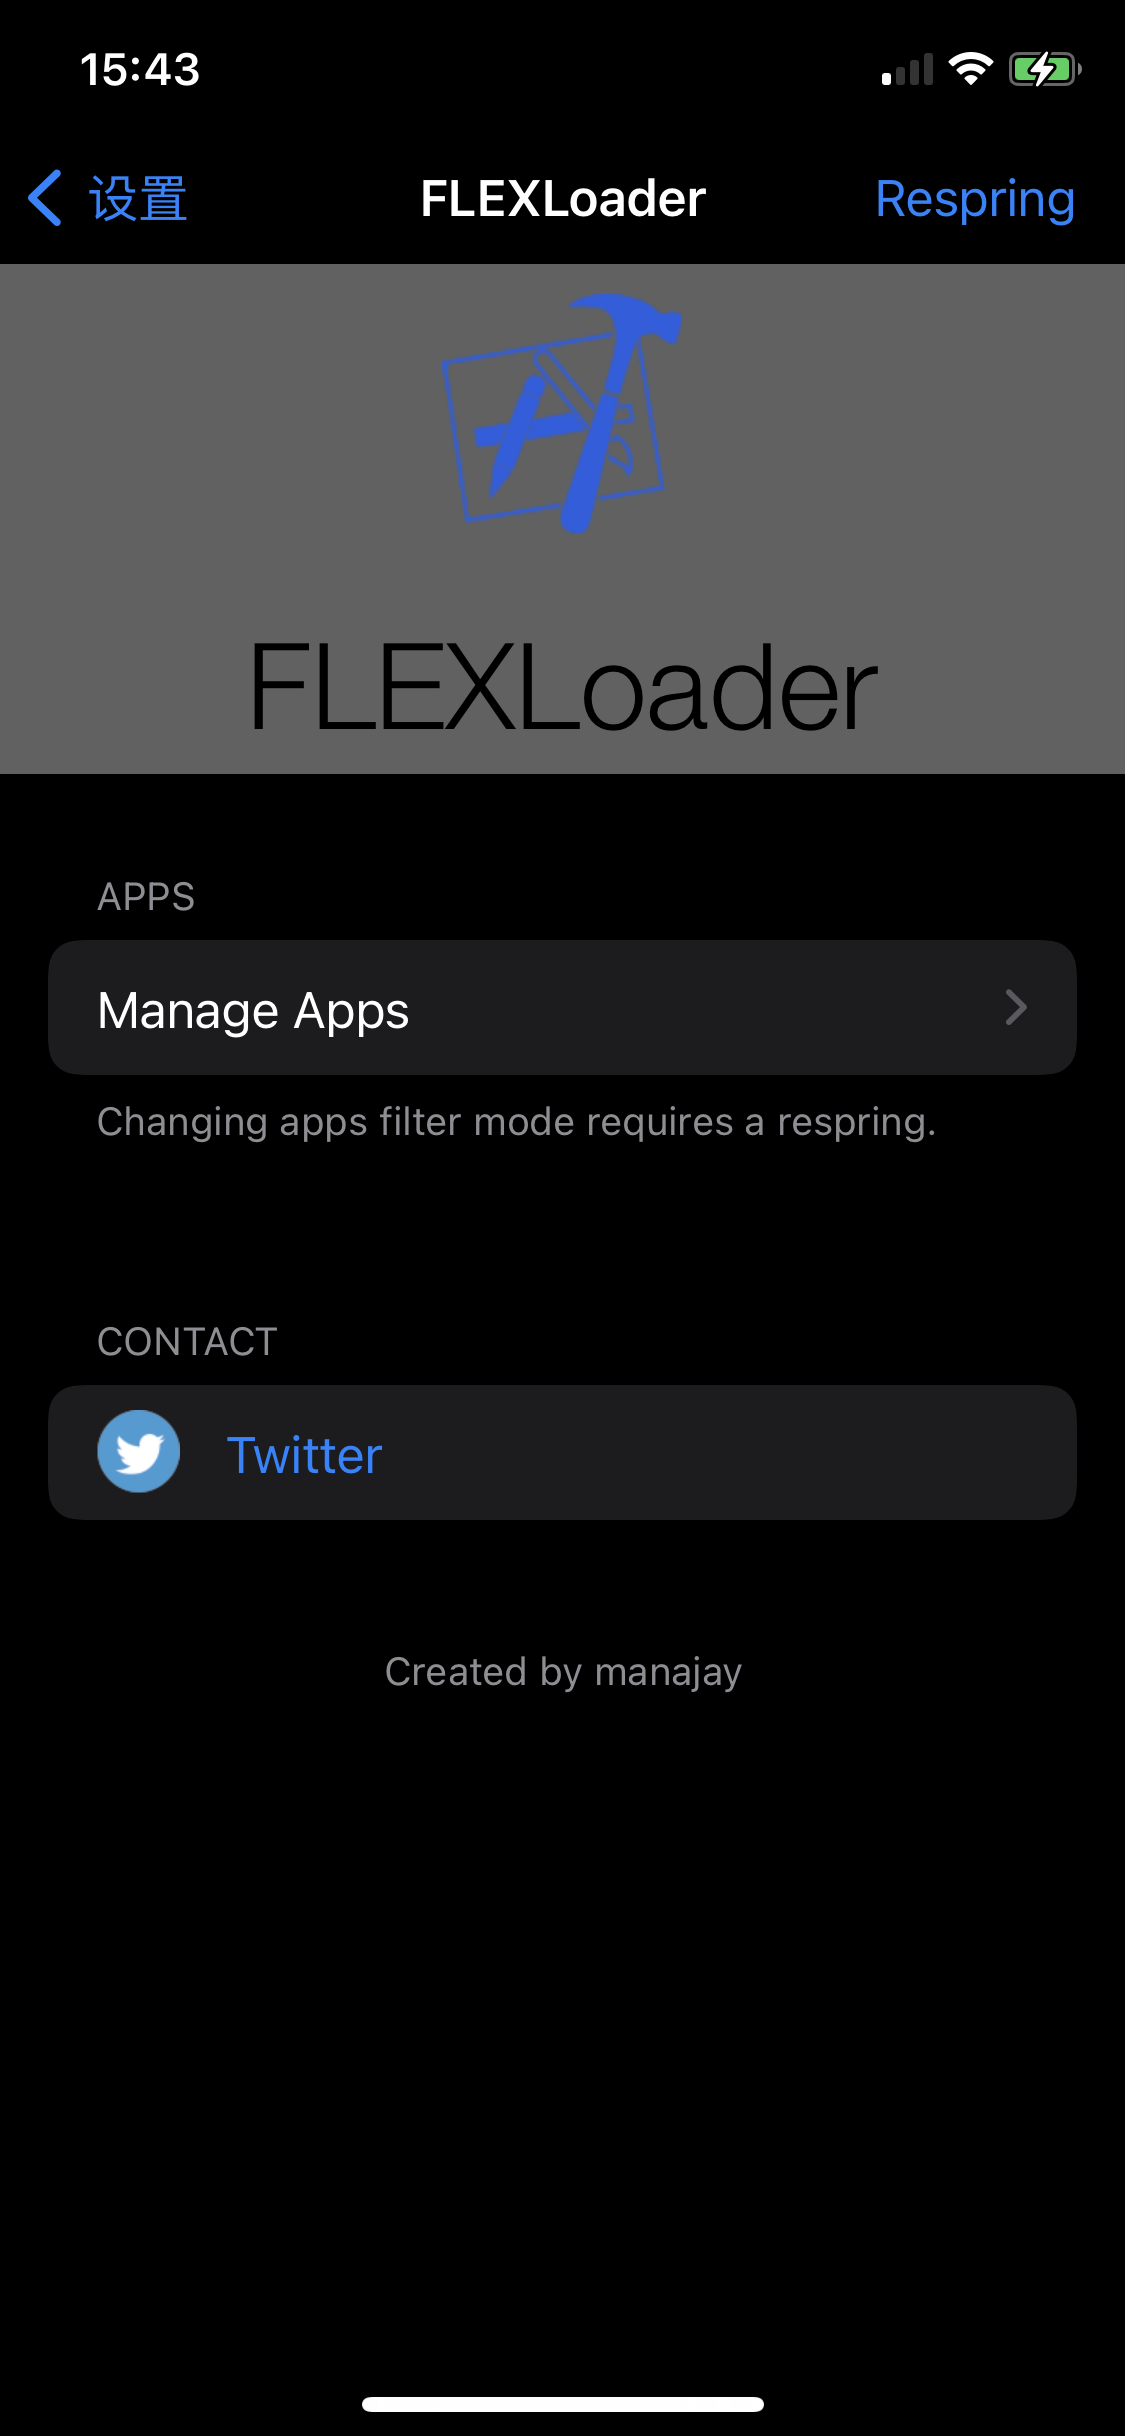 15:43
设置
FLEXLoader
Respring
FLEXLoader
APPS
Manage Apps
Changing apps filter mode requires a respring.
CONTACT
Twitter
Created by manajay